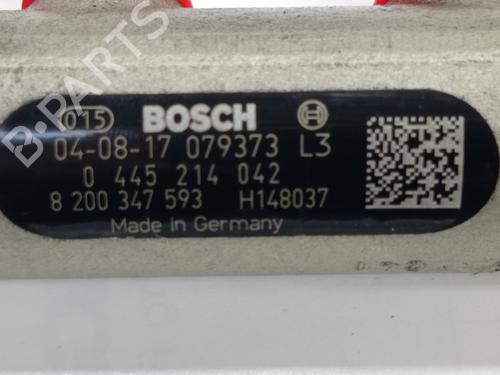 B-PARTS
015 BOSCH
04-08-17 079373 L3
0 445 214 042
8 200 347 593 H148037
Made in Germany